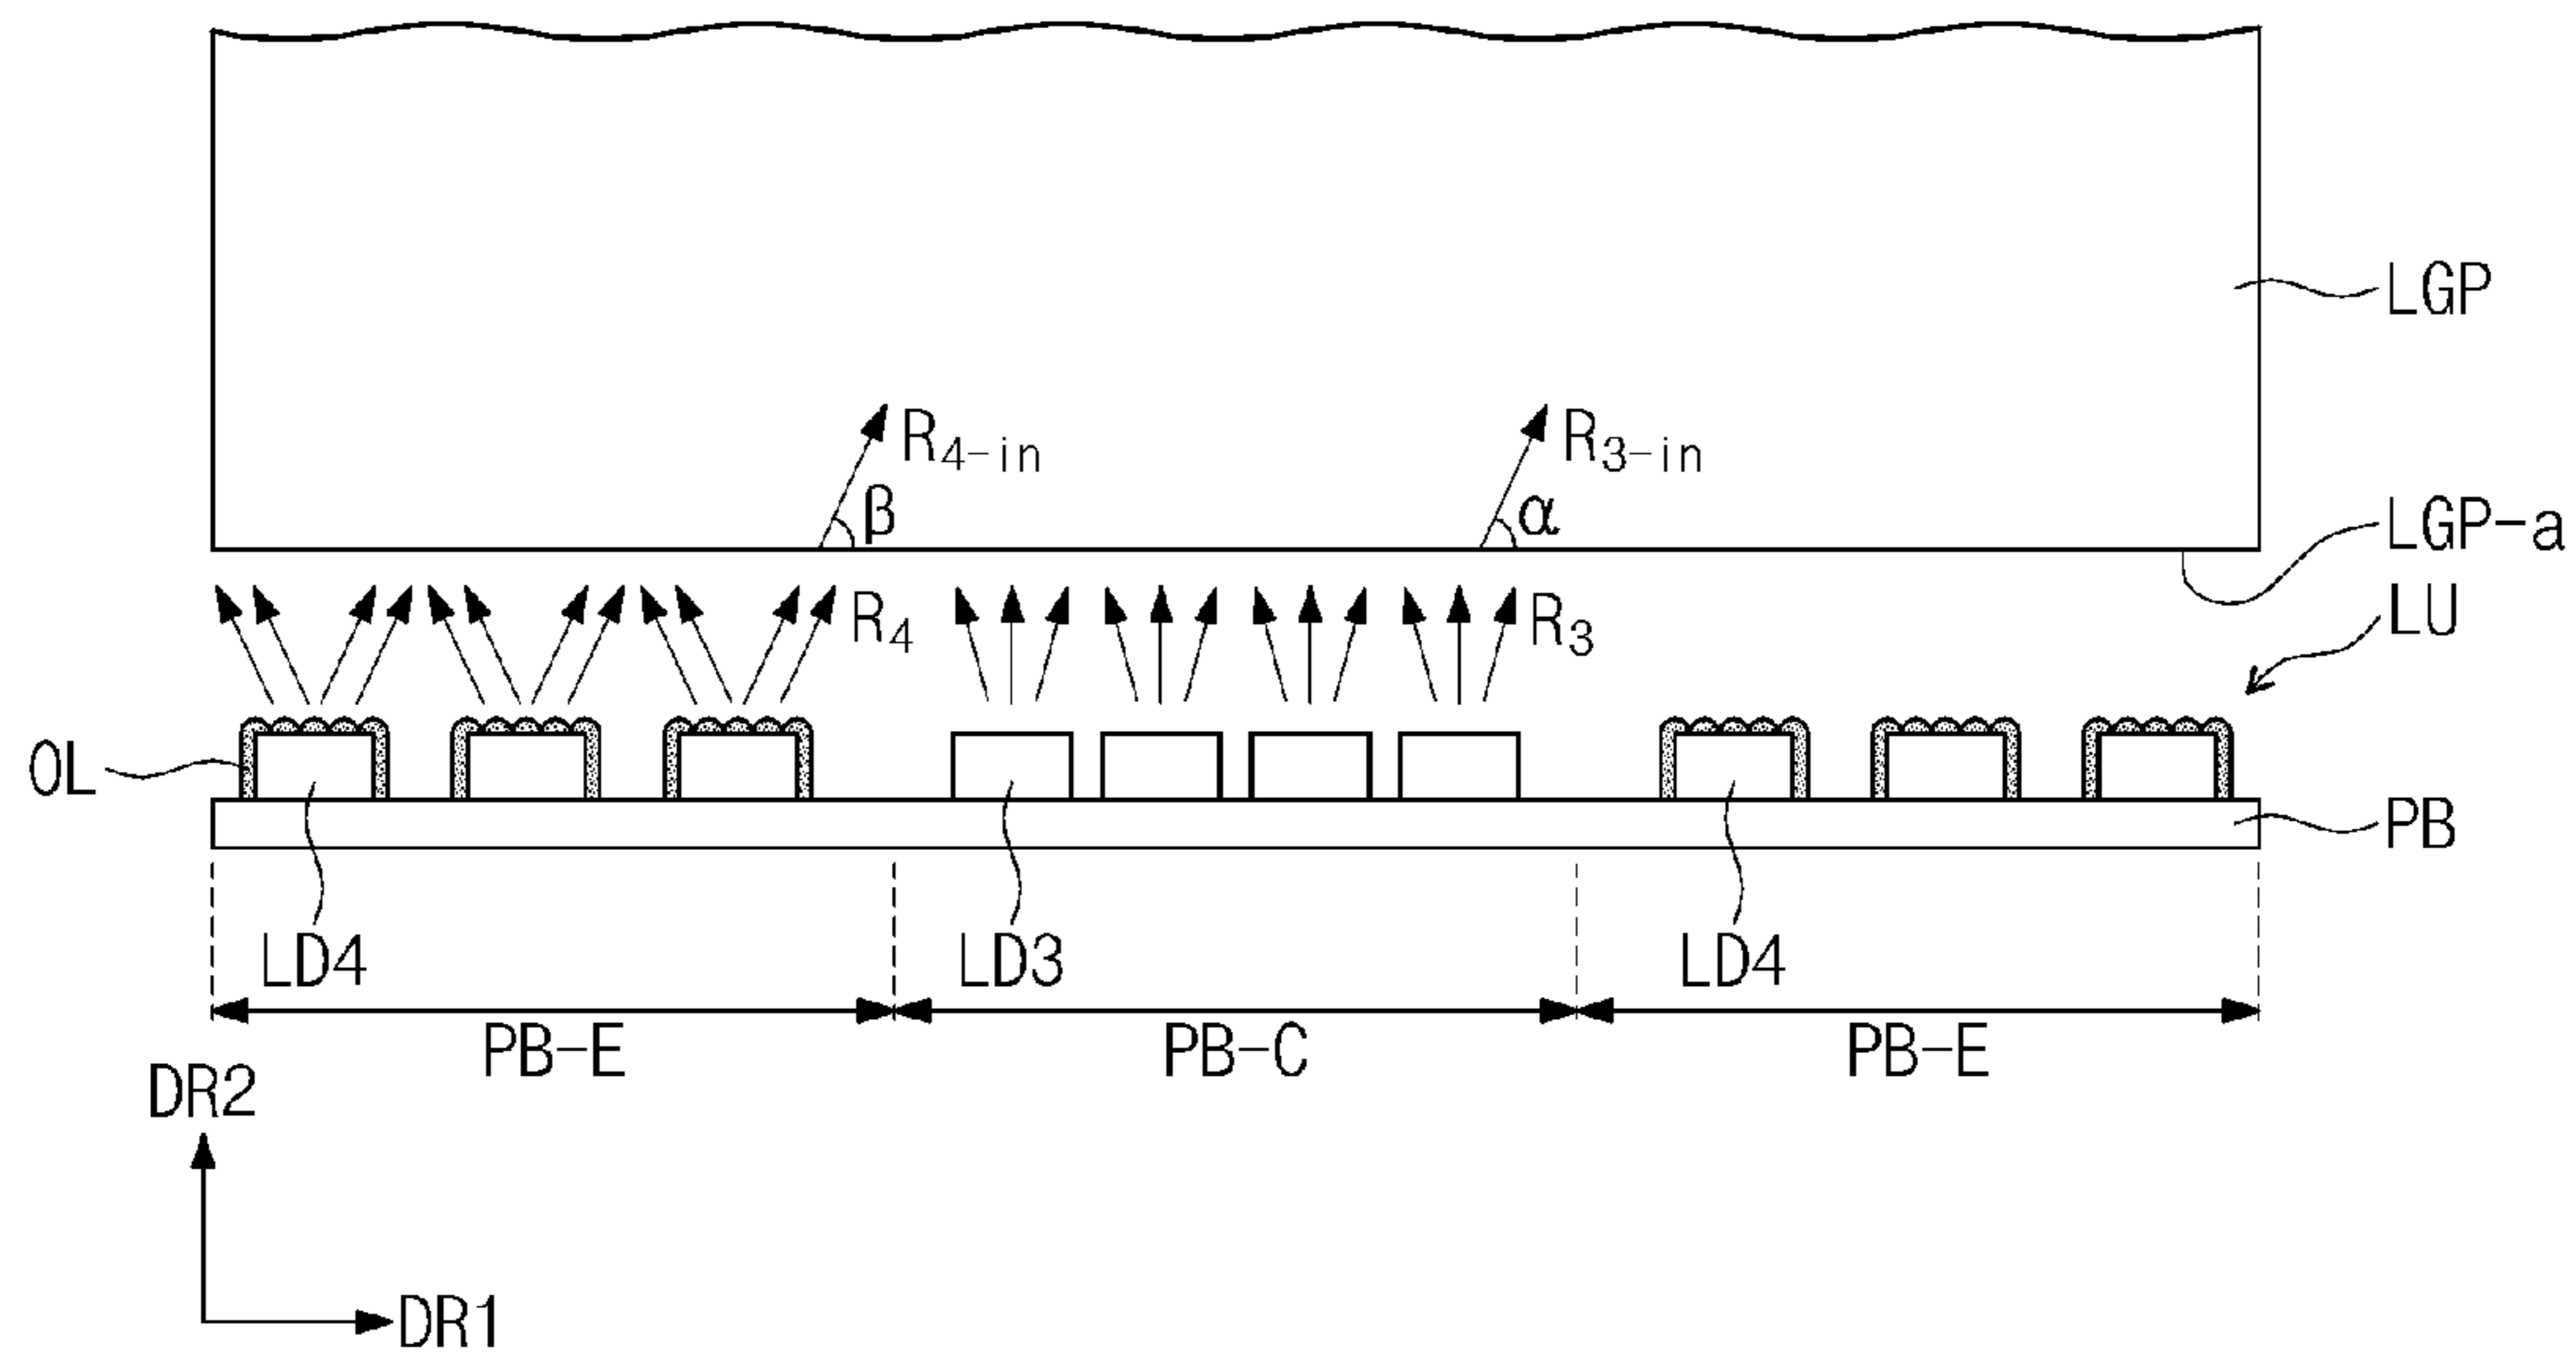 LGP
R4-in
R3-in
β
α
LGP-a
R4
R3
LU
OL
PB
LD4
LD3
LD4
PB-E
PB-C
PB-E
DR2
DR1